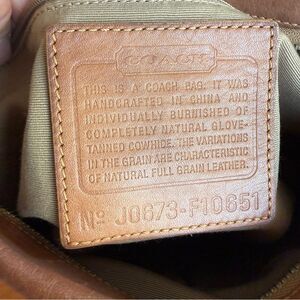 COACH
THIS IS A COACH BAG. IT WAS
HANDCRAFTED IN CHINA AND
INDIVIDUALLY BURNISHED OF
COMPLETELY NATURAL GLOVE-
TANNED COWHIDE. THE VARIATIONS
IN THE GRAIN ARE CHARACTERISTIC
OF NATURAL FULL GRAIN LEATHER.
No J0673-F10651